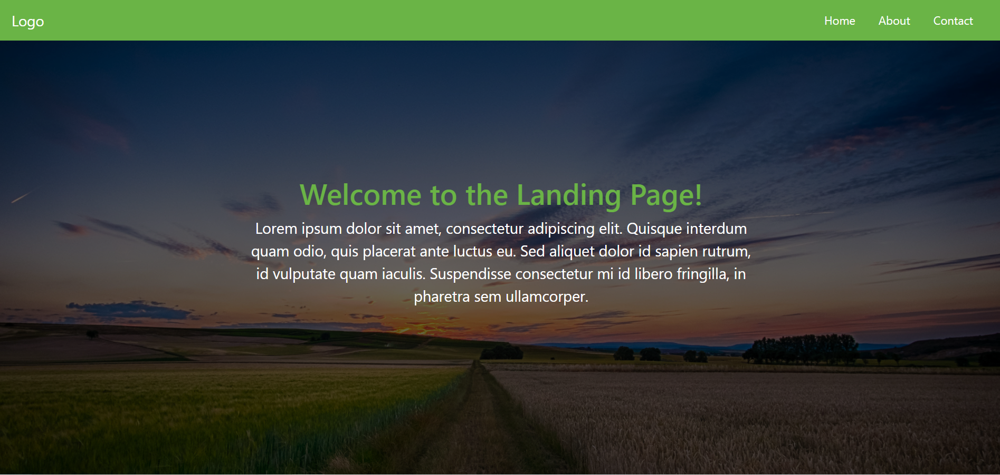 Logo
Home About Contact
Welcome to the Landing Page!
Lorem ipsum dolor sit amet, consectetur adipiscing elit. Quisque interdum
quam odio, quis placerat ante luctus eu. Sed aliquet dolor id sapien rutrum,
id vulputate quam iaculis. Suspendisse consectetur mi id libero fringilla, in
pharetra sem ullamcorper.